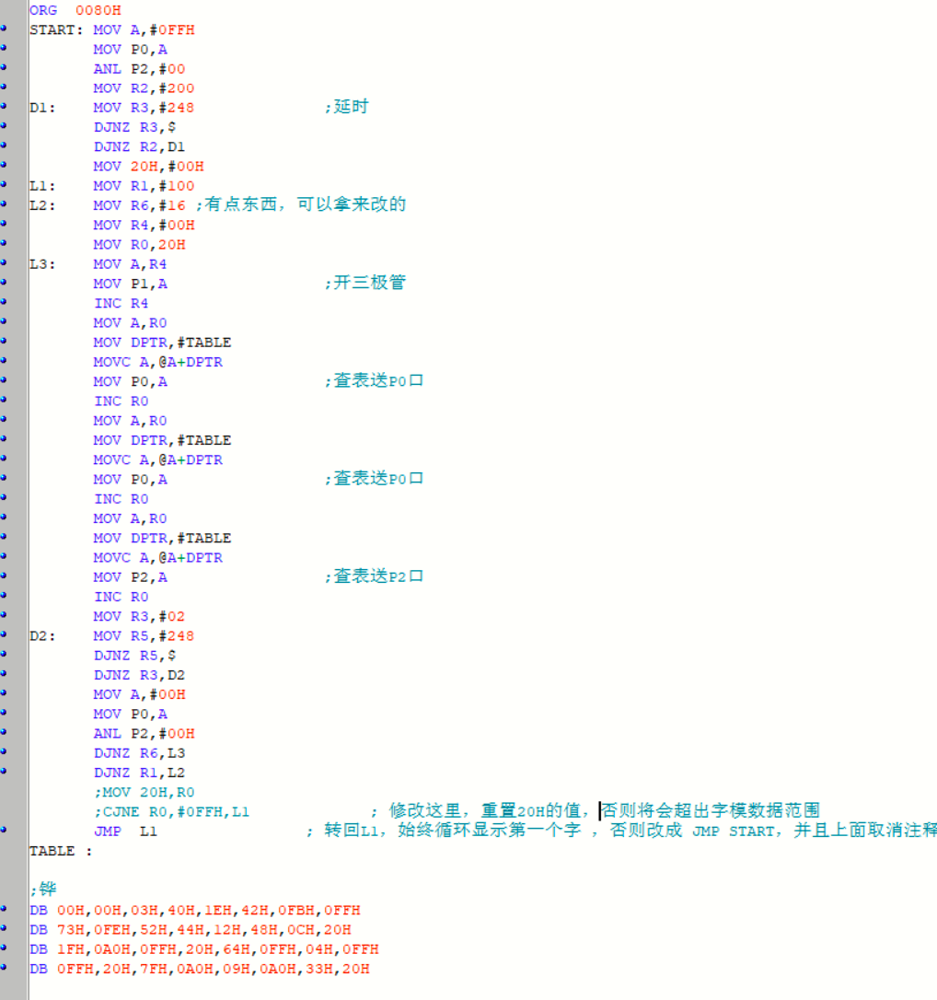 ORG  0080H
START: MOV A,#0FFH
MOV P0,A
ANL P2,#00
MOV R2,#200
D1:    MOV R3,#248               ;延时
DJNZ R3,$
DJNZ R2,D1
MOV 20H,#00H
L1:    MOV R1,#100
L2:    MOV R6,#16 ;有点东西，可以拿来改的
MOV R4,#00H
MOV R0,20H
L3:    MOV A,R4
MOV P1,A                 ;开三极管
INC R4
MOV A,R0
MOV DPTR,#TABLE
MOVC A,@A+DPTR
MOV P0,A                 ;查表送P0口
INC R0
MOV A,R0
MOV DPTR,#TABLE
MOVC A,@A+DPTR
MOV P0,A                 ;查表送P0口
INC R0
MOV A,R0
MOV DPTR,#TABLE
MOVC A,@A+DPTR
MOV P2,A                 ;查表送P2口
INC R0
MOV R3,#02
D2:    MOV R5,#248
DJNZ R5,$
DJNZ R3,D2
MOV A,#00H
MOV P0,A
ANL P2,#00H
DJNZ R6,L3
DJNZ R1,L2
;MOV 20H,R0
;CJNE R0,#0FFH,L1             ; 修改这里，重置20H的值，否则将会超出字模数据范围
JMP  L1                ; 转回L1，始终循环显示第一个字 ，否则改成 JMP START，并且上面取消注释
TABLE :
;铧
DB 00H,00H,03H,40H,1EH,42H,0FBH,0FFH
DB 73H,0FEH,52H,44H,12H,48H,0CH,20H
DB 1FH,0A0H,0FFH,20H,64H,0FFH,04H,0FFH
DB 0FFH,20H,7FH,0A0H,09H,0A0H,33H,20H